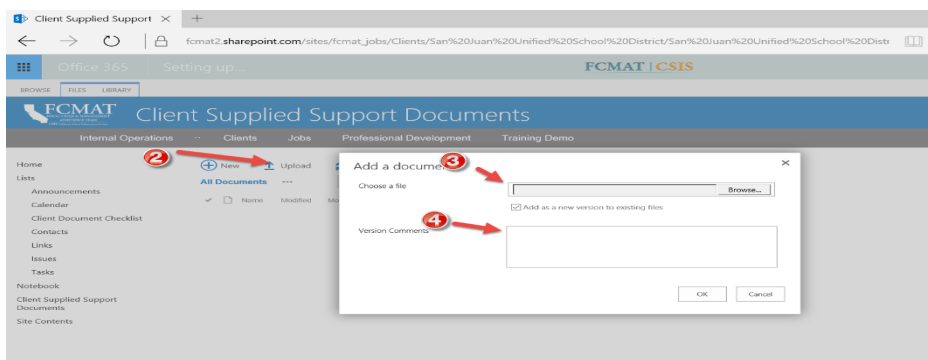 Client Supplied Support
fcmat2.sharepoint.com/sites/fcmat_jobs/Clients/San%20Juan%20Unified%20School%20District/San%20Juan%20Unified%20School%20Distr
Office 365 Setting up... FCMAT | CSIS
BROWSE FILES LIBRARY
FCMAT Client Supplied Support Documents
Internal Operations Clients Jobs Professional Development Training Demo
Home
Lists
Announcements
Calendar
Client Document Checklist
Contacts
Links
Issues
Tasks
Notebook
Client Supplied Support
Documents
Site Contents
2
New Upload
All Documents ...
Name Modified Mo
Add a docume
3
Choose a file
Browse...
Add as a new version to existing files
4
Version Comments
OK Cancel